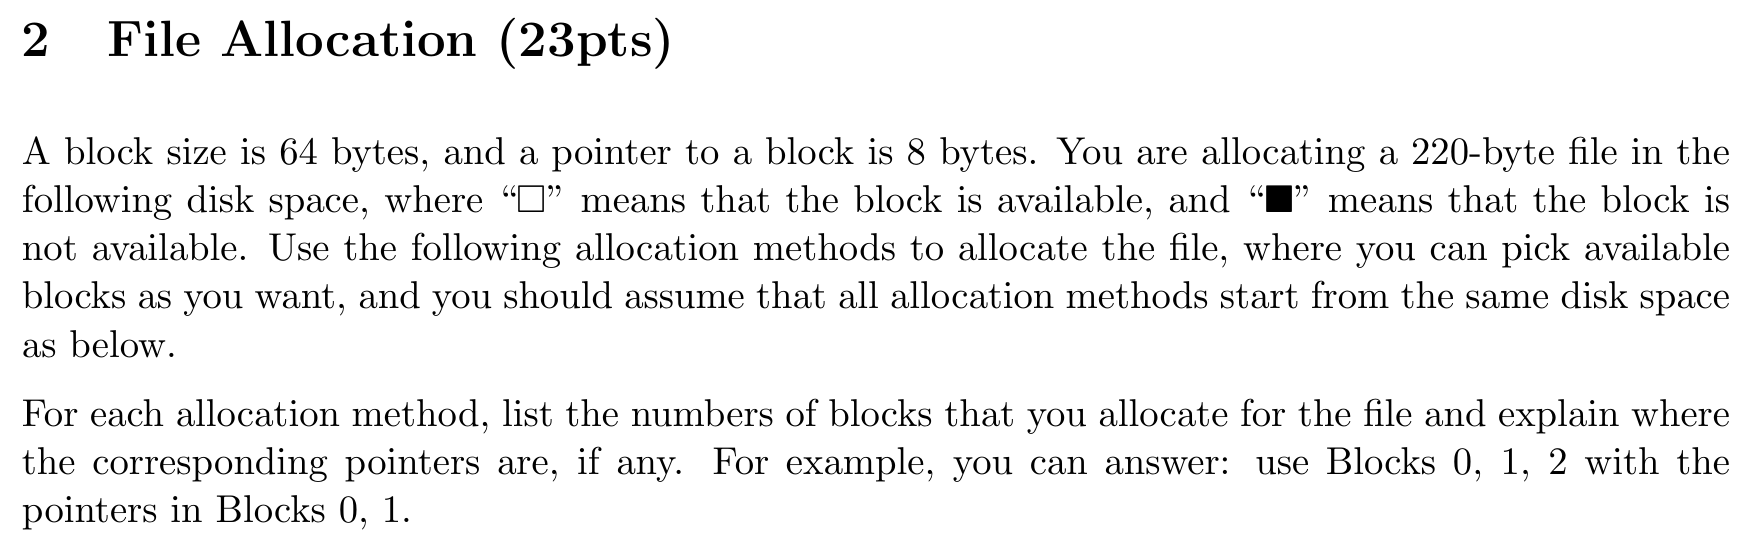 2 File Allocation (23pts)
A block size is 64 bytes, and a pointer to a block is 8 bytes. You are allocating a 220-byte file in the
following disk space, where “□” means that the block is available, and “■” means that the block is
not available. Use the following allocation methods to allocate the file, where you can pick available
blocks as you want, and you should assume that all allocation methods start from the same disk space
as below.
For each allocation method, list the numbers of blocks that you allocate for the file and explain where
the corresponding pointers are, if any. For example, you can answer: use Blocks 0, 1, 2 with the
pointers in Blocks 0, 1.